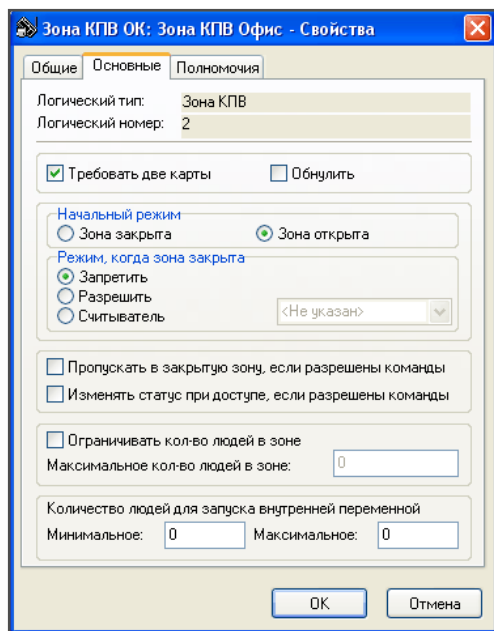 Зона КПВ ОК: Зона КПВ Офис - Свойства
Общие Основные Полномочия
Логический тип: Зона КПВ
Логический номер: 2
Требовать две карты Обнулить
Начальный режим
Зона закрыта Зона открыта
Режим, когда зона закрыта
Запретить
Разрешить
Считыватель <Не указан>
Пропускать в закрытую зону, если разрешены команды
Изменять статус при доступе, если разрешены команды
Ограничивать кол-во людей в зоне
Максимальное кол-во людей в зоне: 0
Количество людей для запуска внутренней переменной
Минимальное: 0 Максимальное: 0
OK Отмена